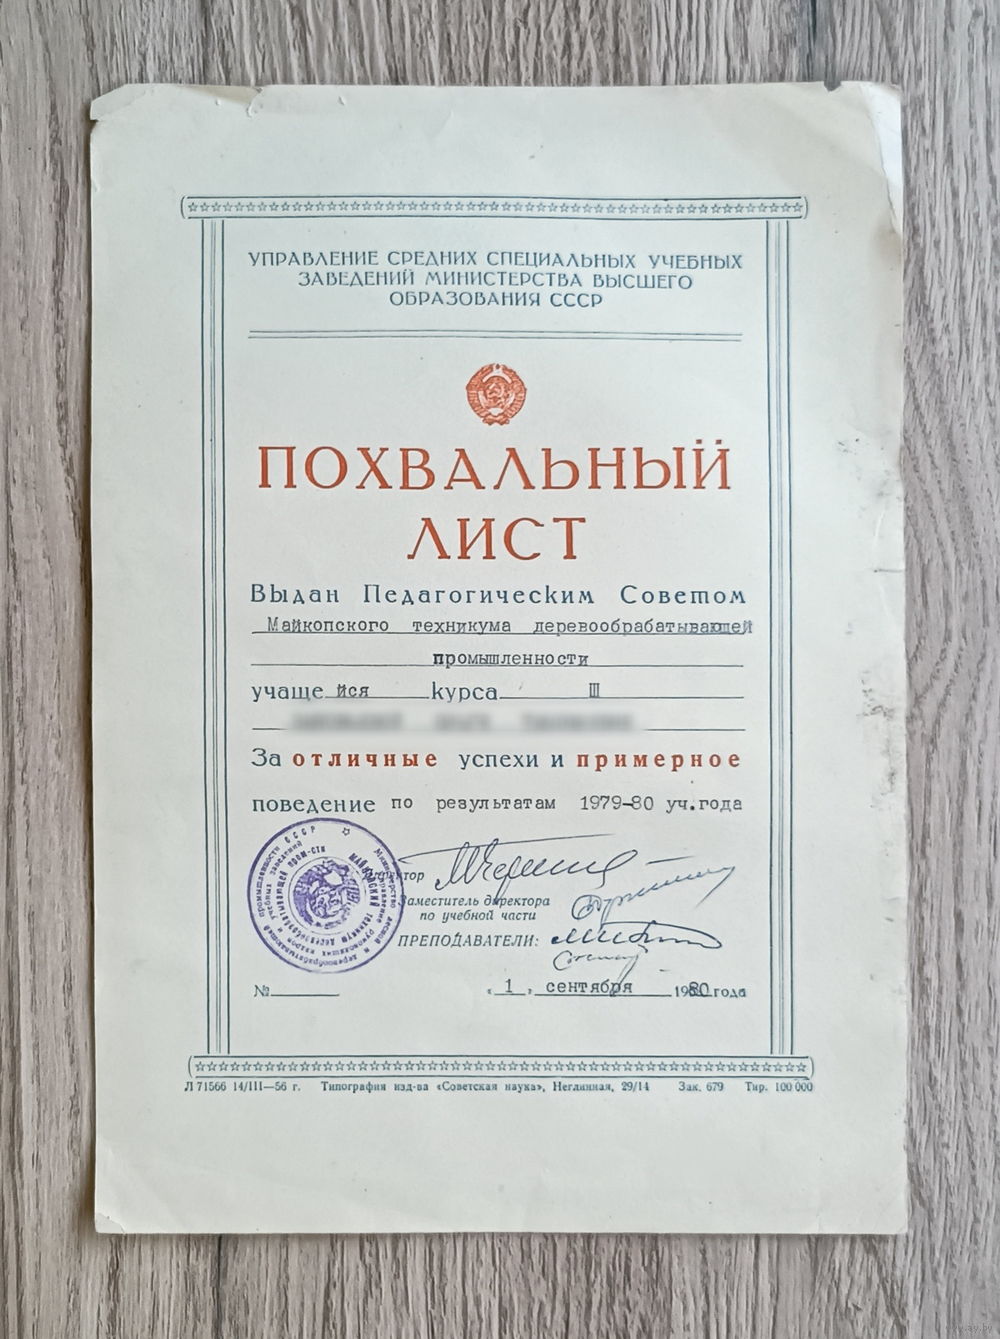 УПРАВЛЕНИЕ СРЕДНИХ СПЕЦИАЛЬНЫХ УЧЕБНЫХ
ЗАВЕДЕНИЙ МИНИСТЕРСТВА ВЫСШЕГО
ОБРАЗОВАНИЯ СССР
ПОХВАЛЬНЫЙ
ЛИСТ
Выдан Педагогическим Советом
Майкопского техникума деревообрабатывающей
промышленности
учаще йся курса III
За отличные успехи и примерное
поведение по результатам 1979-80 уч.года
Директор
Заместитель директора
по учебной части
ПРЕПОДАВАТЕЛИ:
№ « 1 » сентября 1980 года
Л 71566 14/III—56 г. Типография изд-ва «Советская наука», Неглинная, 29/14 Зак. 679 Тир. 100 000